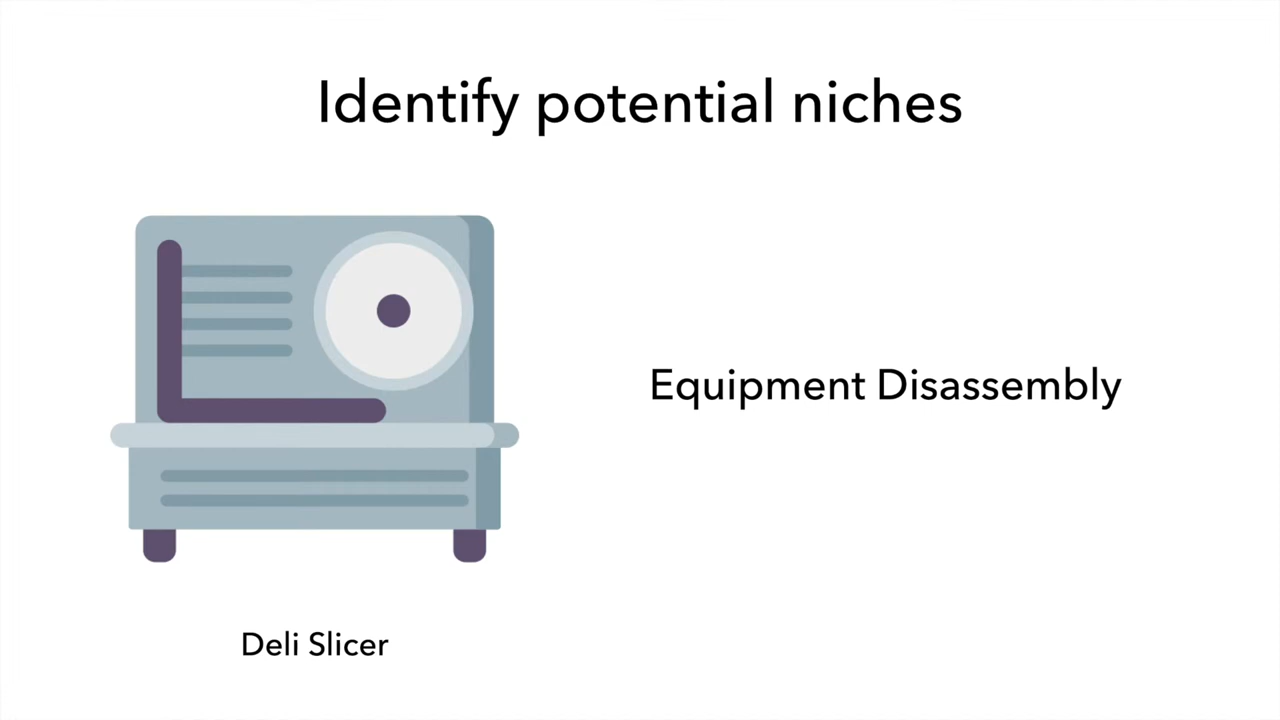 Identify potential niches
Equipment Disassembly
Deli Slicer